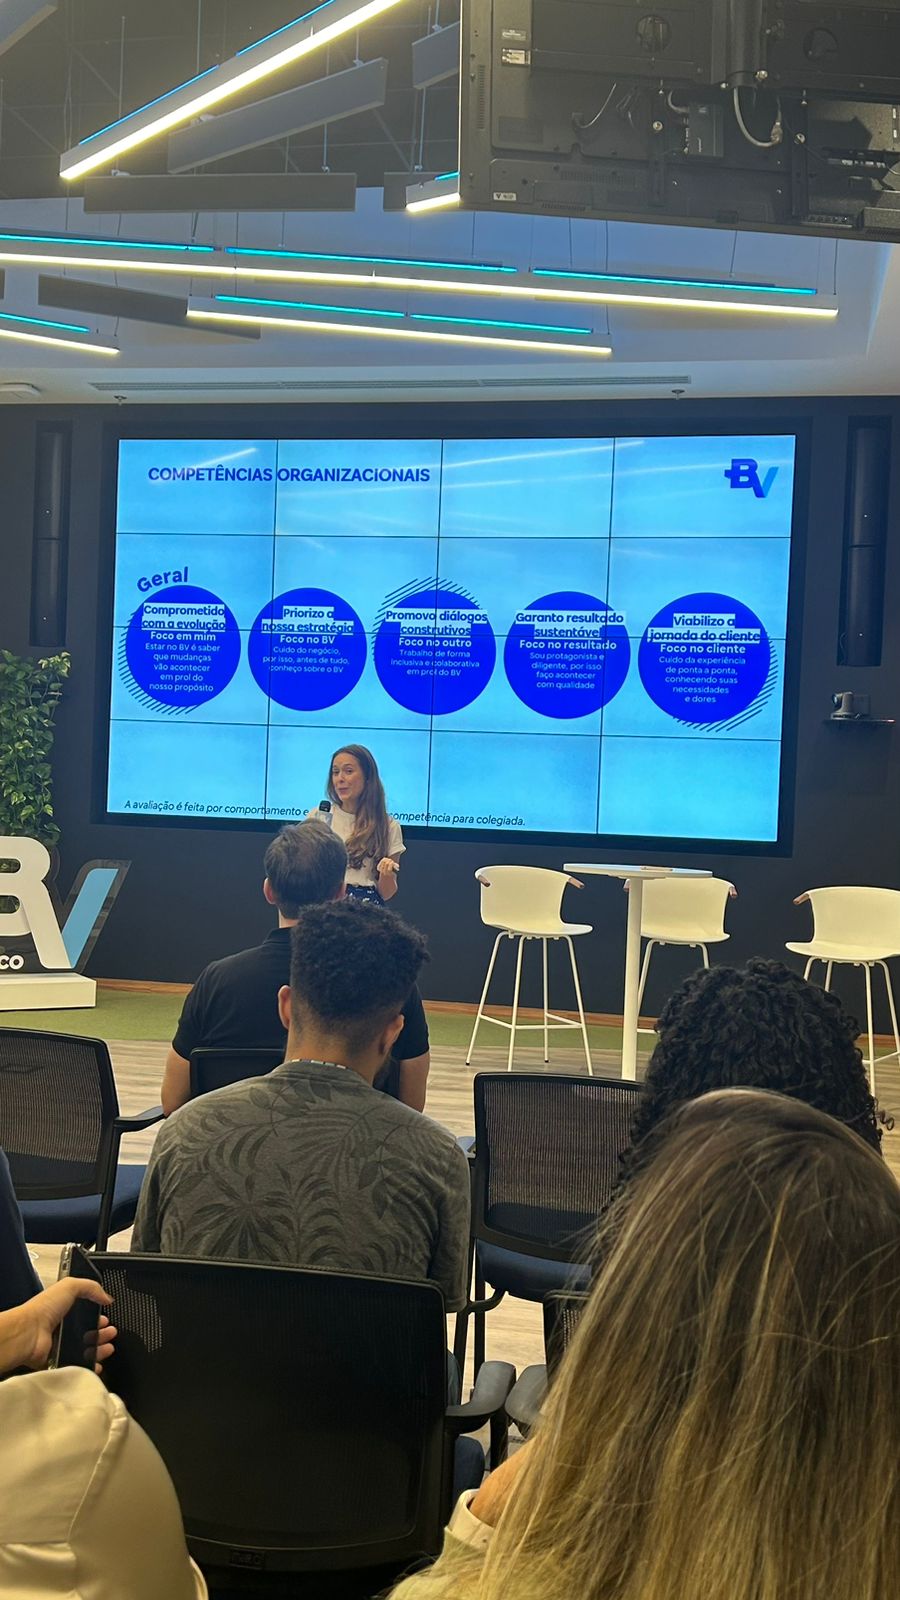 COMPETÊNCIAS ORGANIZACIONAIS
BV
Geral
Comprometido
com a evolução
Foco em mim
Estar no BV é saber
que mudanças
vão acontecer
em prol do
nosso propósito
Priorizo a
nossa estratégia
Foco no BV
Cuido do negócio,
por isso, antes de tudo,
conheço sobre o BV
Promovo diálogos
construtivos
Foco no outro
Trabalho de forma
inclusiva e colaborativa
em prol do BV
Garanto resultado
sustentável
Foco no resultado
Sou protagonista e
diligente, por isso
faço acontecer
com qualidade
Viabilizo a
jornada do cliente
Foco no cliente
Cuido da experiência
de ponta a ponta,
conhecendo suas
necessidades
e dores
A avaliação é feita por comportamento e competência para colegiada.
BV
co